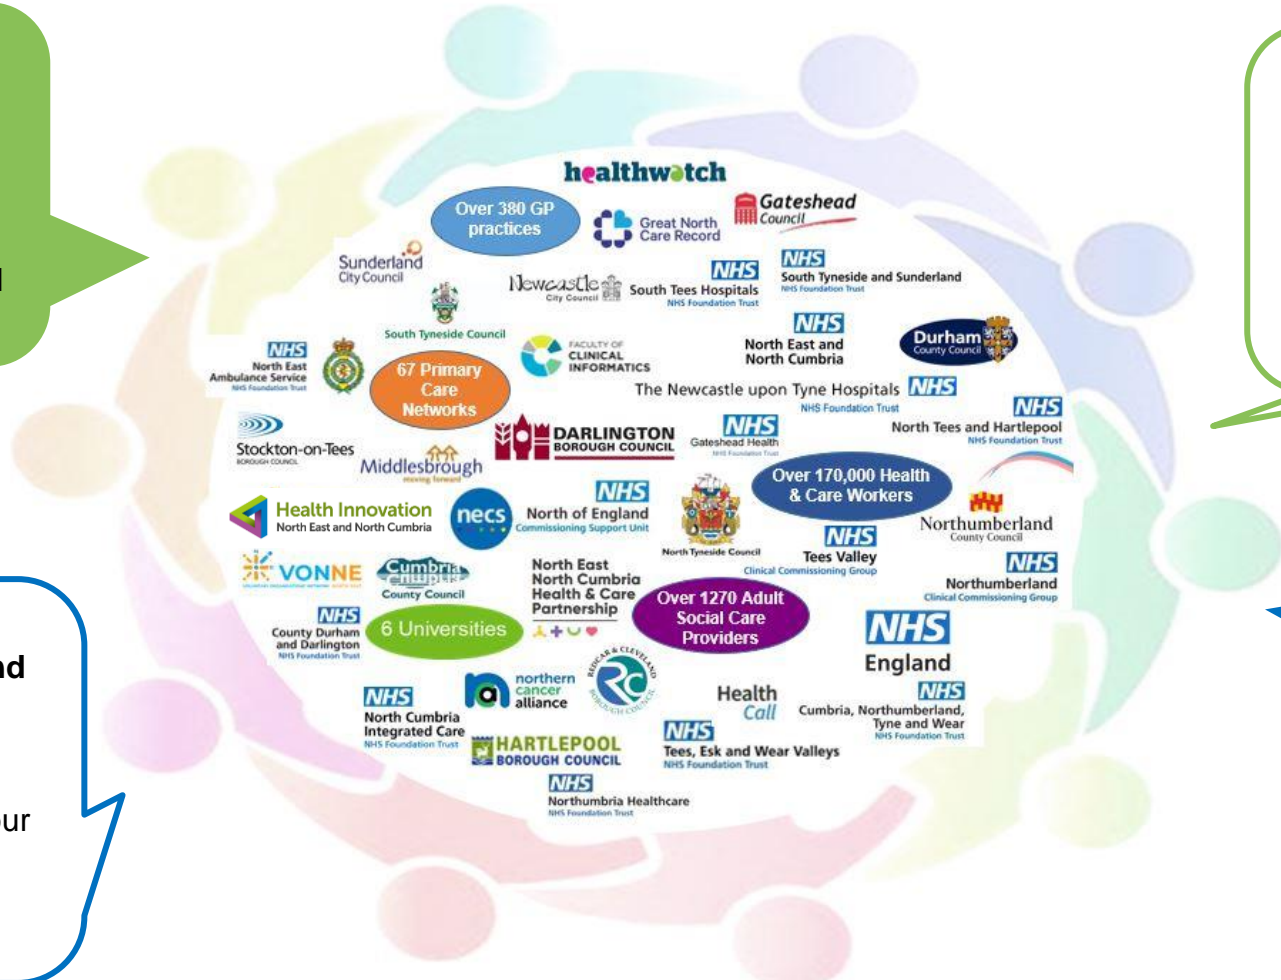 healthwatch
Over 380 GP
practices
Great North
Care Record
Gateshead
Council
Sunderland
City Council
Newcastle
City Council
NHS
South Tees Hospitals
NHS Foundation Trust
NHS
South Tyneside and Sunderland
NHS Foundation Trust
South Tyneside Council
NHS
North East
Ambulance Service
NHS Foundation Trust
67 Primary
Care
Networks
FACULTY OF
CLINICAL
INFORMATICS
NHS
North East and
North Cumbria
Durham
County Council
The Newcastle upon Tyne Hospitals NHS
NHS Foundation Trust
NHS
North Tees and Hartlepool
NHS Foundation Trust
Stockton-on-Tees
BOROUGH COUNCIL
Middlesbrough
moving forward
DARLINGTON
BOROUGH COUNCIL
NHS
Gateshead Health
NHS Foundation Trust
Over 170,000 Health
& Care Workers
Health Innovation
North East and North Cumbria
necs
NHS
North of England
Commissioning Support Unit
North Tyneside Council
NHS
Tees Valley
Clinical Commissioning Group
Northumberland
County Council
VONNE
Cumbria
County Council
North East
North Cumbria
Health & Care
Partnership
NHS
Northumberland
Clinical Commissioning Group
NHS
County Durham
and Darlington
NHS Foundation Trust
6 Universities
Over 1270 Adult
Social Care
Providers
NHS
England
nd
northern
cancer
alliance
REDCAR & CLEVELAND
BOROUGH COUNCIL
RC
Health
Call
NHS
Cumbria, Northumberland,
Tyne and Wear
NHS Foundation Trust
NHS
North Cumbria
Integrated Care
NHS Foundation Trust
HARTLEPOOL
BOROUGH COUNCIL
NHS
Tees, Esk and Wear Valleys
NHS Foundation Trust
NHS
Northumbria Healthcare
NHS Foundation Trust
our